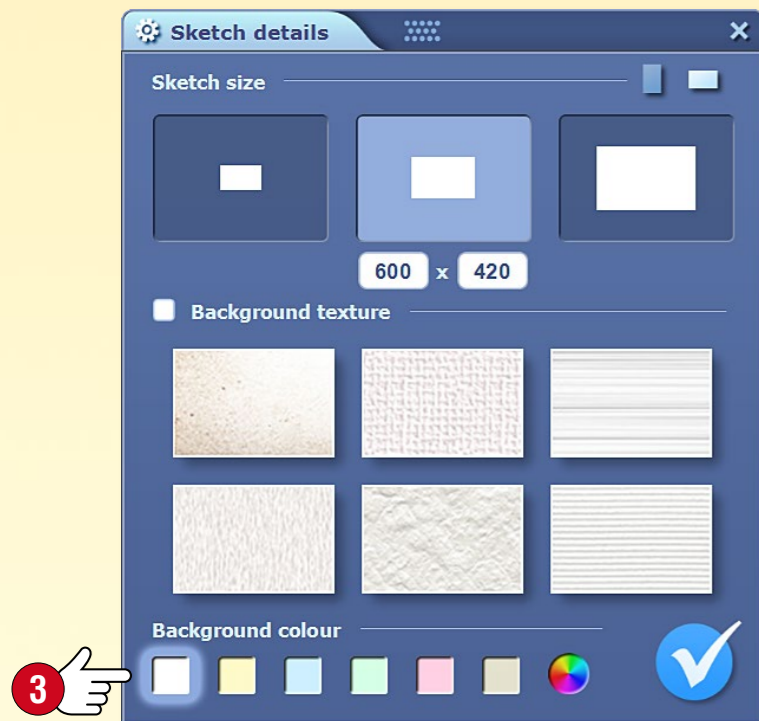 Sketch details
Sketch size
600 x 420
Background texture
Background colour
3